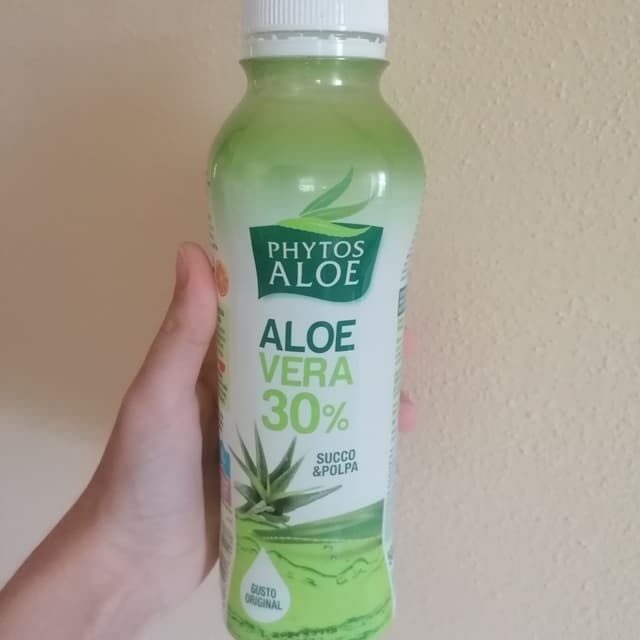 PHYTOS
ALOE
ALOE
VERA
30%
SUCCO
&POLPA
GUSTO
ORIGINAL